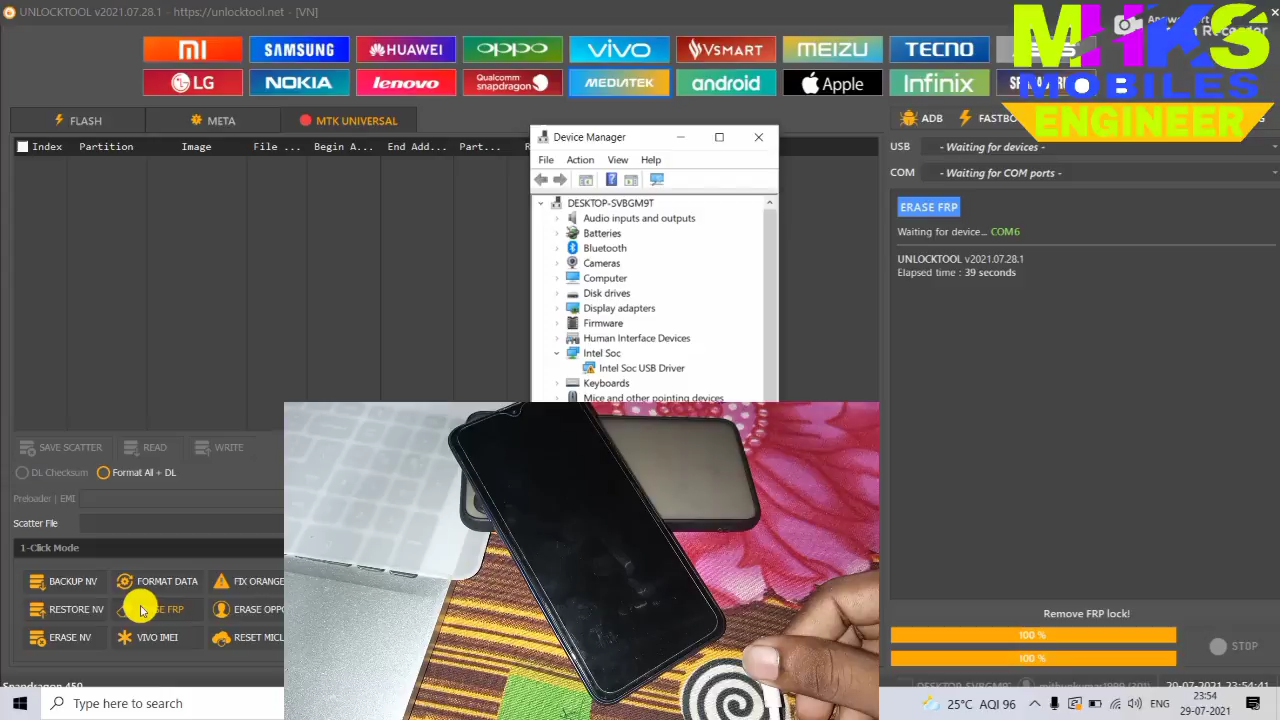 UNLOCKTOOL v2021.07.28.1 - https://unlocktool.net - [VN]
MI SAMSUNG HUAWEI oppo vivo VSMART MEIZU TECNO
LG NOKIA lenovo Qualcomm snapdragon MEDIATEK android Apple Infinix
MHKS
MOBILES
ENGINEER
FLASH META MTK UNIVERSAL
ADB
Index Partition Image File ... Begin A... End Add... Part...
Device Manager
File Action View Help
DESKTOP-SVBGM9T
Audio inputs and outputs
Batteries
Bluetooth
Cameras
Computer
Disk drives
Display adapters
Firmware
Human Interface Devices
Intel Soc
Intel Soc USB Driver
Keyboards
Mice and other pointing devices
USB - Waiting for devices -
COM - Waiting for COM ports -
ERASE FRP
Waiting for device... COM6
UNLOCKTOOL v2021.07.28.1
Elapsed time : 39 seconds
SAVE SCATTER READ WRITE
DL Checksum Format All + DL
Preloader | EMI
Scatter File
1-Click Mode
BACKUP NV FORMAT DATA FIX ORANGE
RESTORE NV FRP ERASE OPPO
ERASE NV VIVO IMEI
Remove FRP lock!
100 %
100 %
STOP
Snapdragon 450
Type here to search
25°C AQI 96 ENG
23:54
29-07-2021